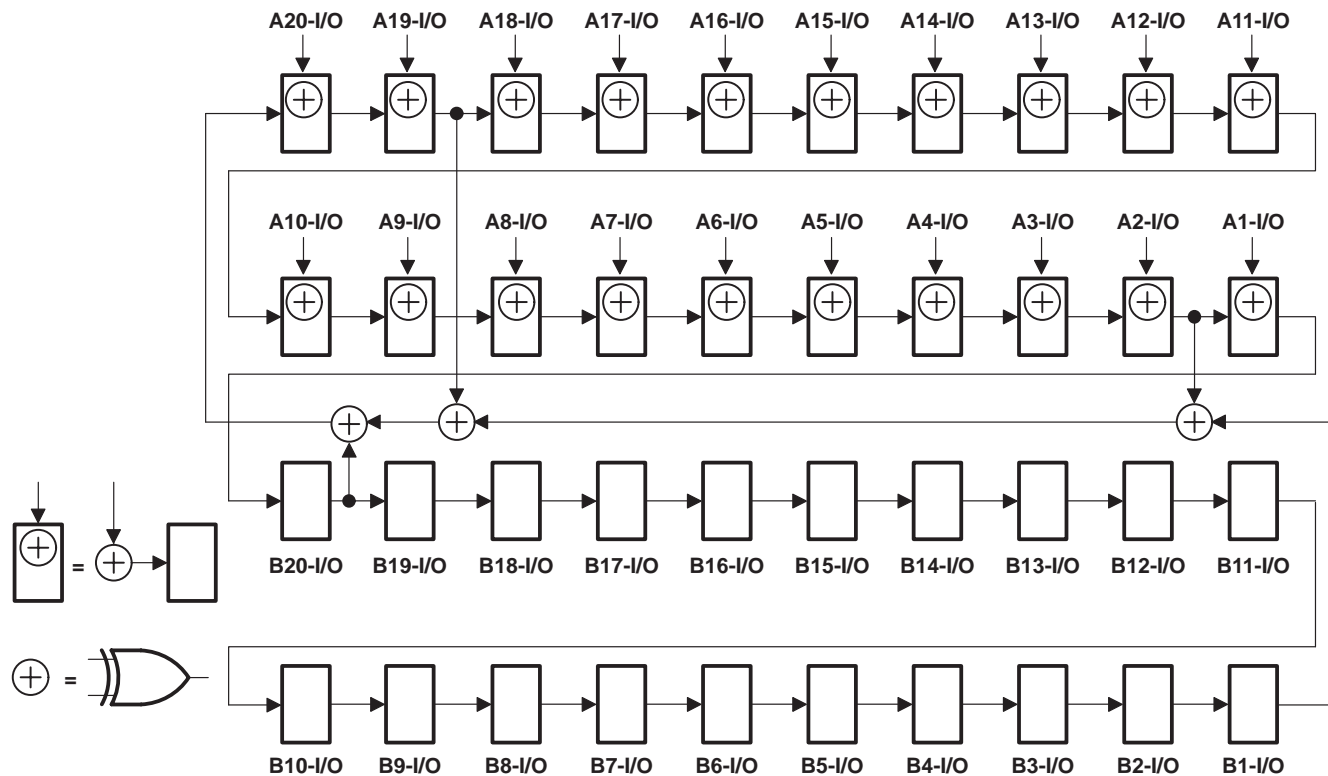 A20-I/O A19-I/O A18-I/O A17-I/O A16-I/O A15-I/O A14-I/O A13-I/O A12-I/O A11-I/O
A10-I/O A9-I/O A8-I/O A7-I/O A6-I/O A5-I/O A4-I/O A3-I/O A2-I/O A1-I/O
B20-I/O B19-I/O B18-I/O B17-I/O B16-I/O B15-I/O B14-I/O B13-I/O B12-I/O B11-I/O
=
=
B10-I/O B9-I/O B8-I/O B7-I/O B6-I/O B5-I/O B4-I/O B3-I/O B2-I/O B1-I/O